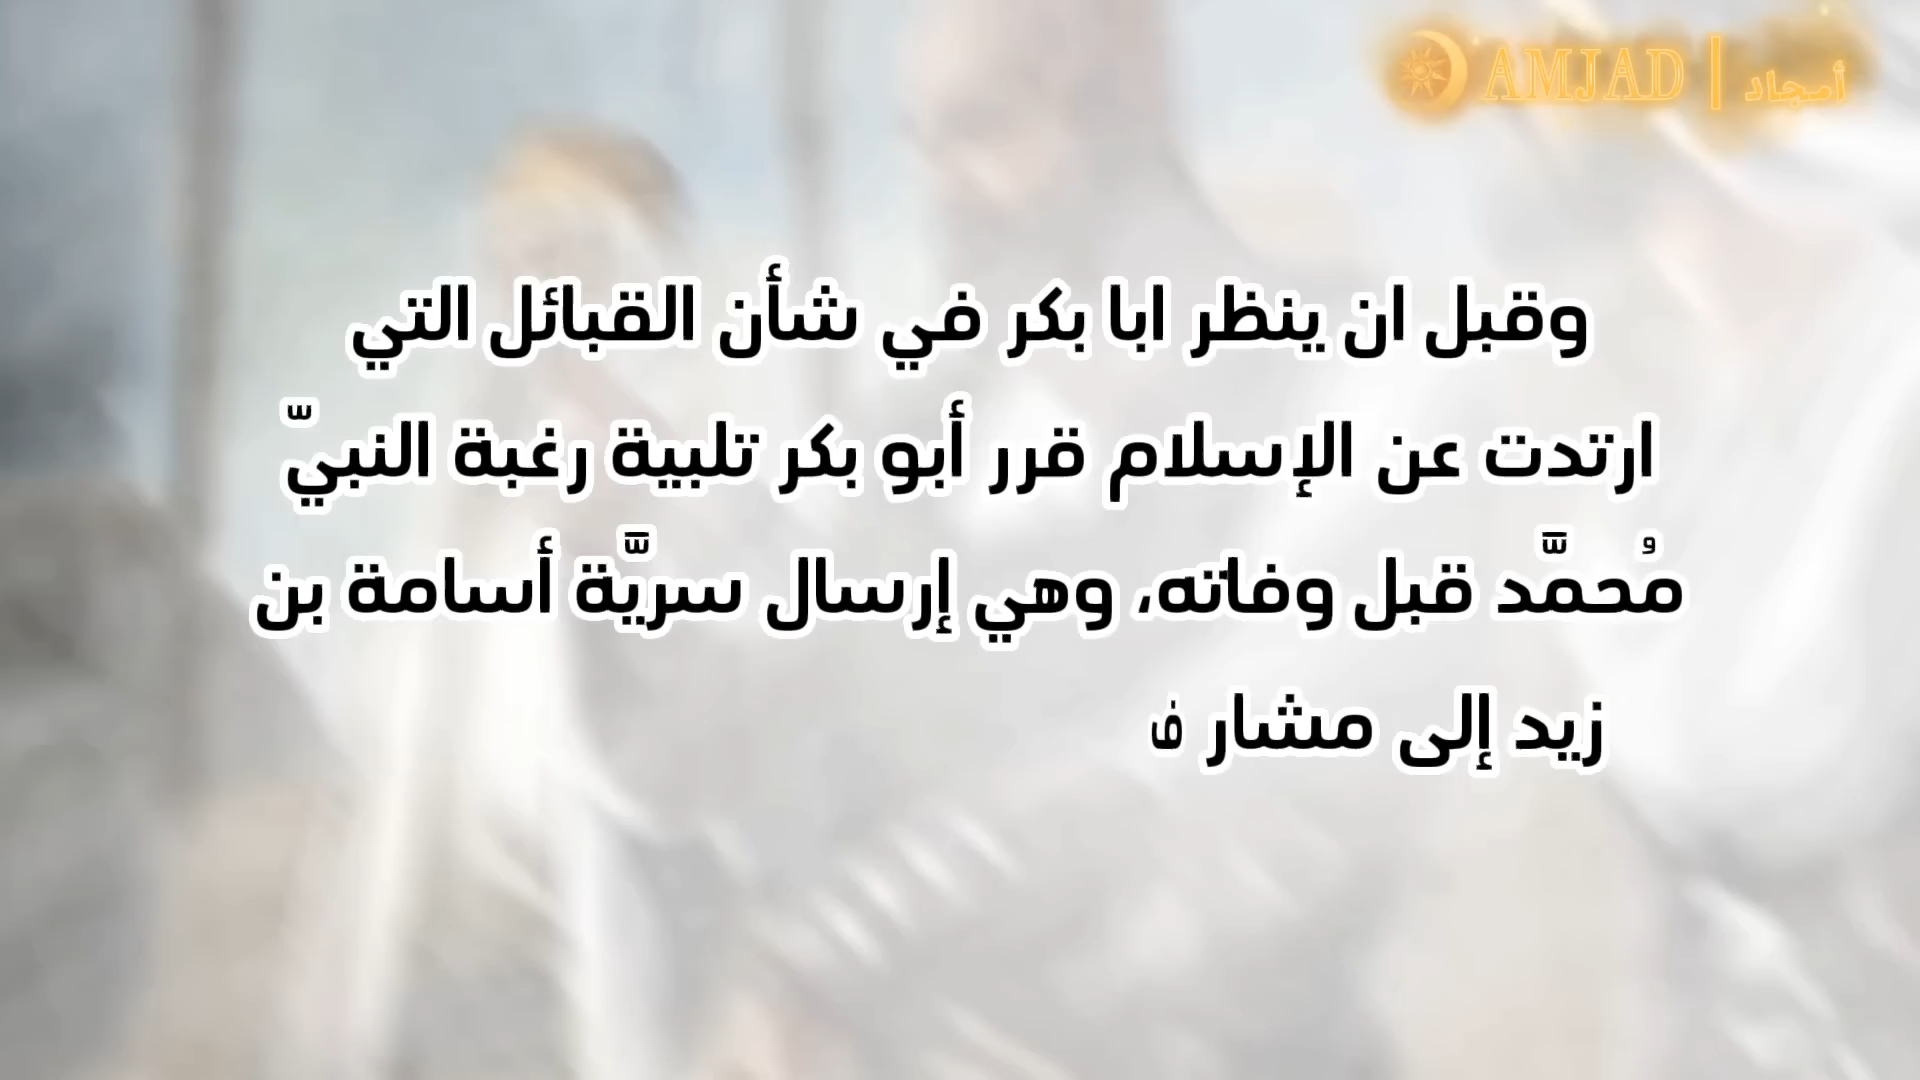 AMJAD | أمجاد
وقبل ان ينظر ابا بكر في شأن القبائل التي
ارتدت عن الإسلام قرر أبو بكر تلبية رغبة النبيّ
مُحمَّد قبل وفاته، وهي إرسال سريَّة أسامة بن
زيد إلى مشار